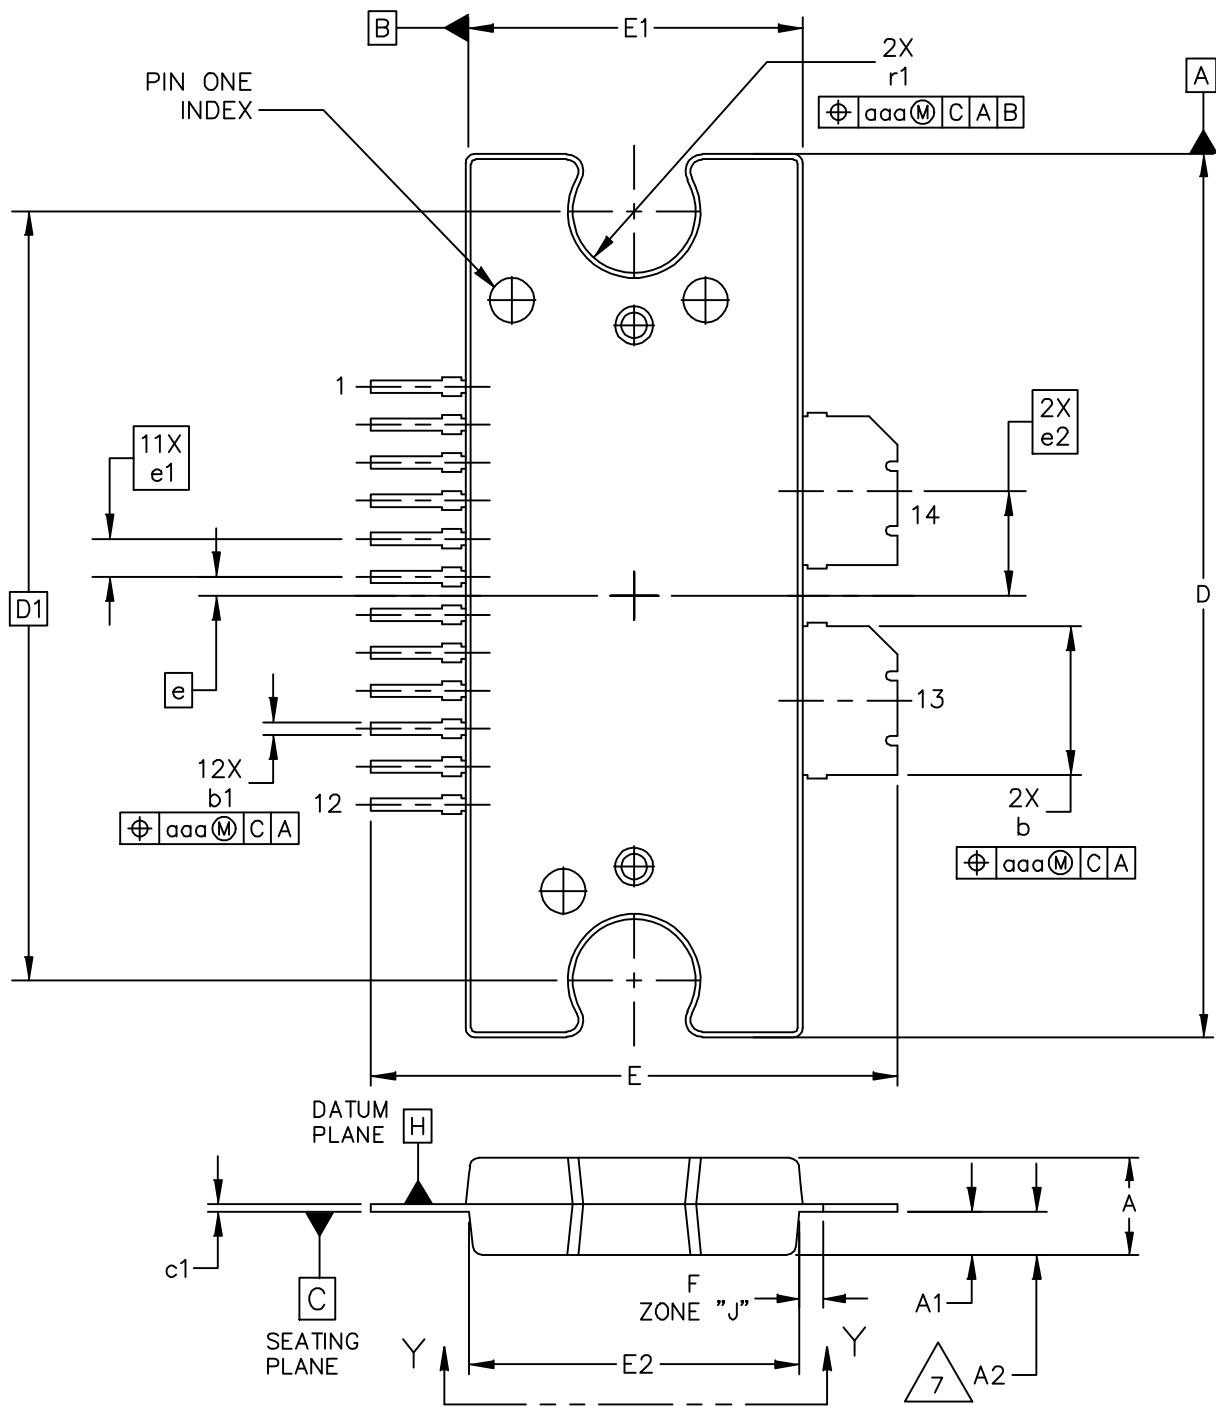 B
E1
2X
r1
⌖ aaa Ⓜ C A B
A
PIN ONE
INDEX
1
11X
e1
2X
e2
14
D1
D
e
13
12X
b1
⌖ aaa Ⓜ C A
12
2X
b
⌖ aaa Ⓜ C A
E
DATUM
PLANE
H
A
c1
C
SEATING
PLANE
F
ZONE "J"
A1
Y
Y
E2
7
A2